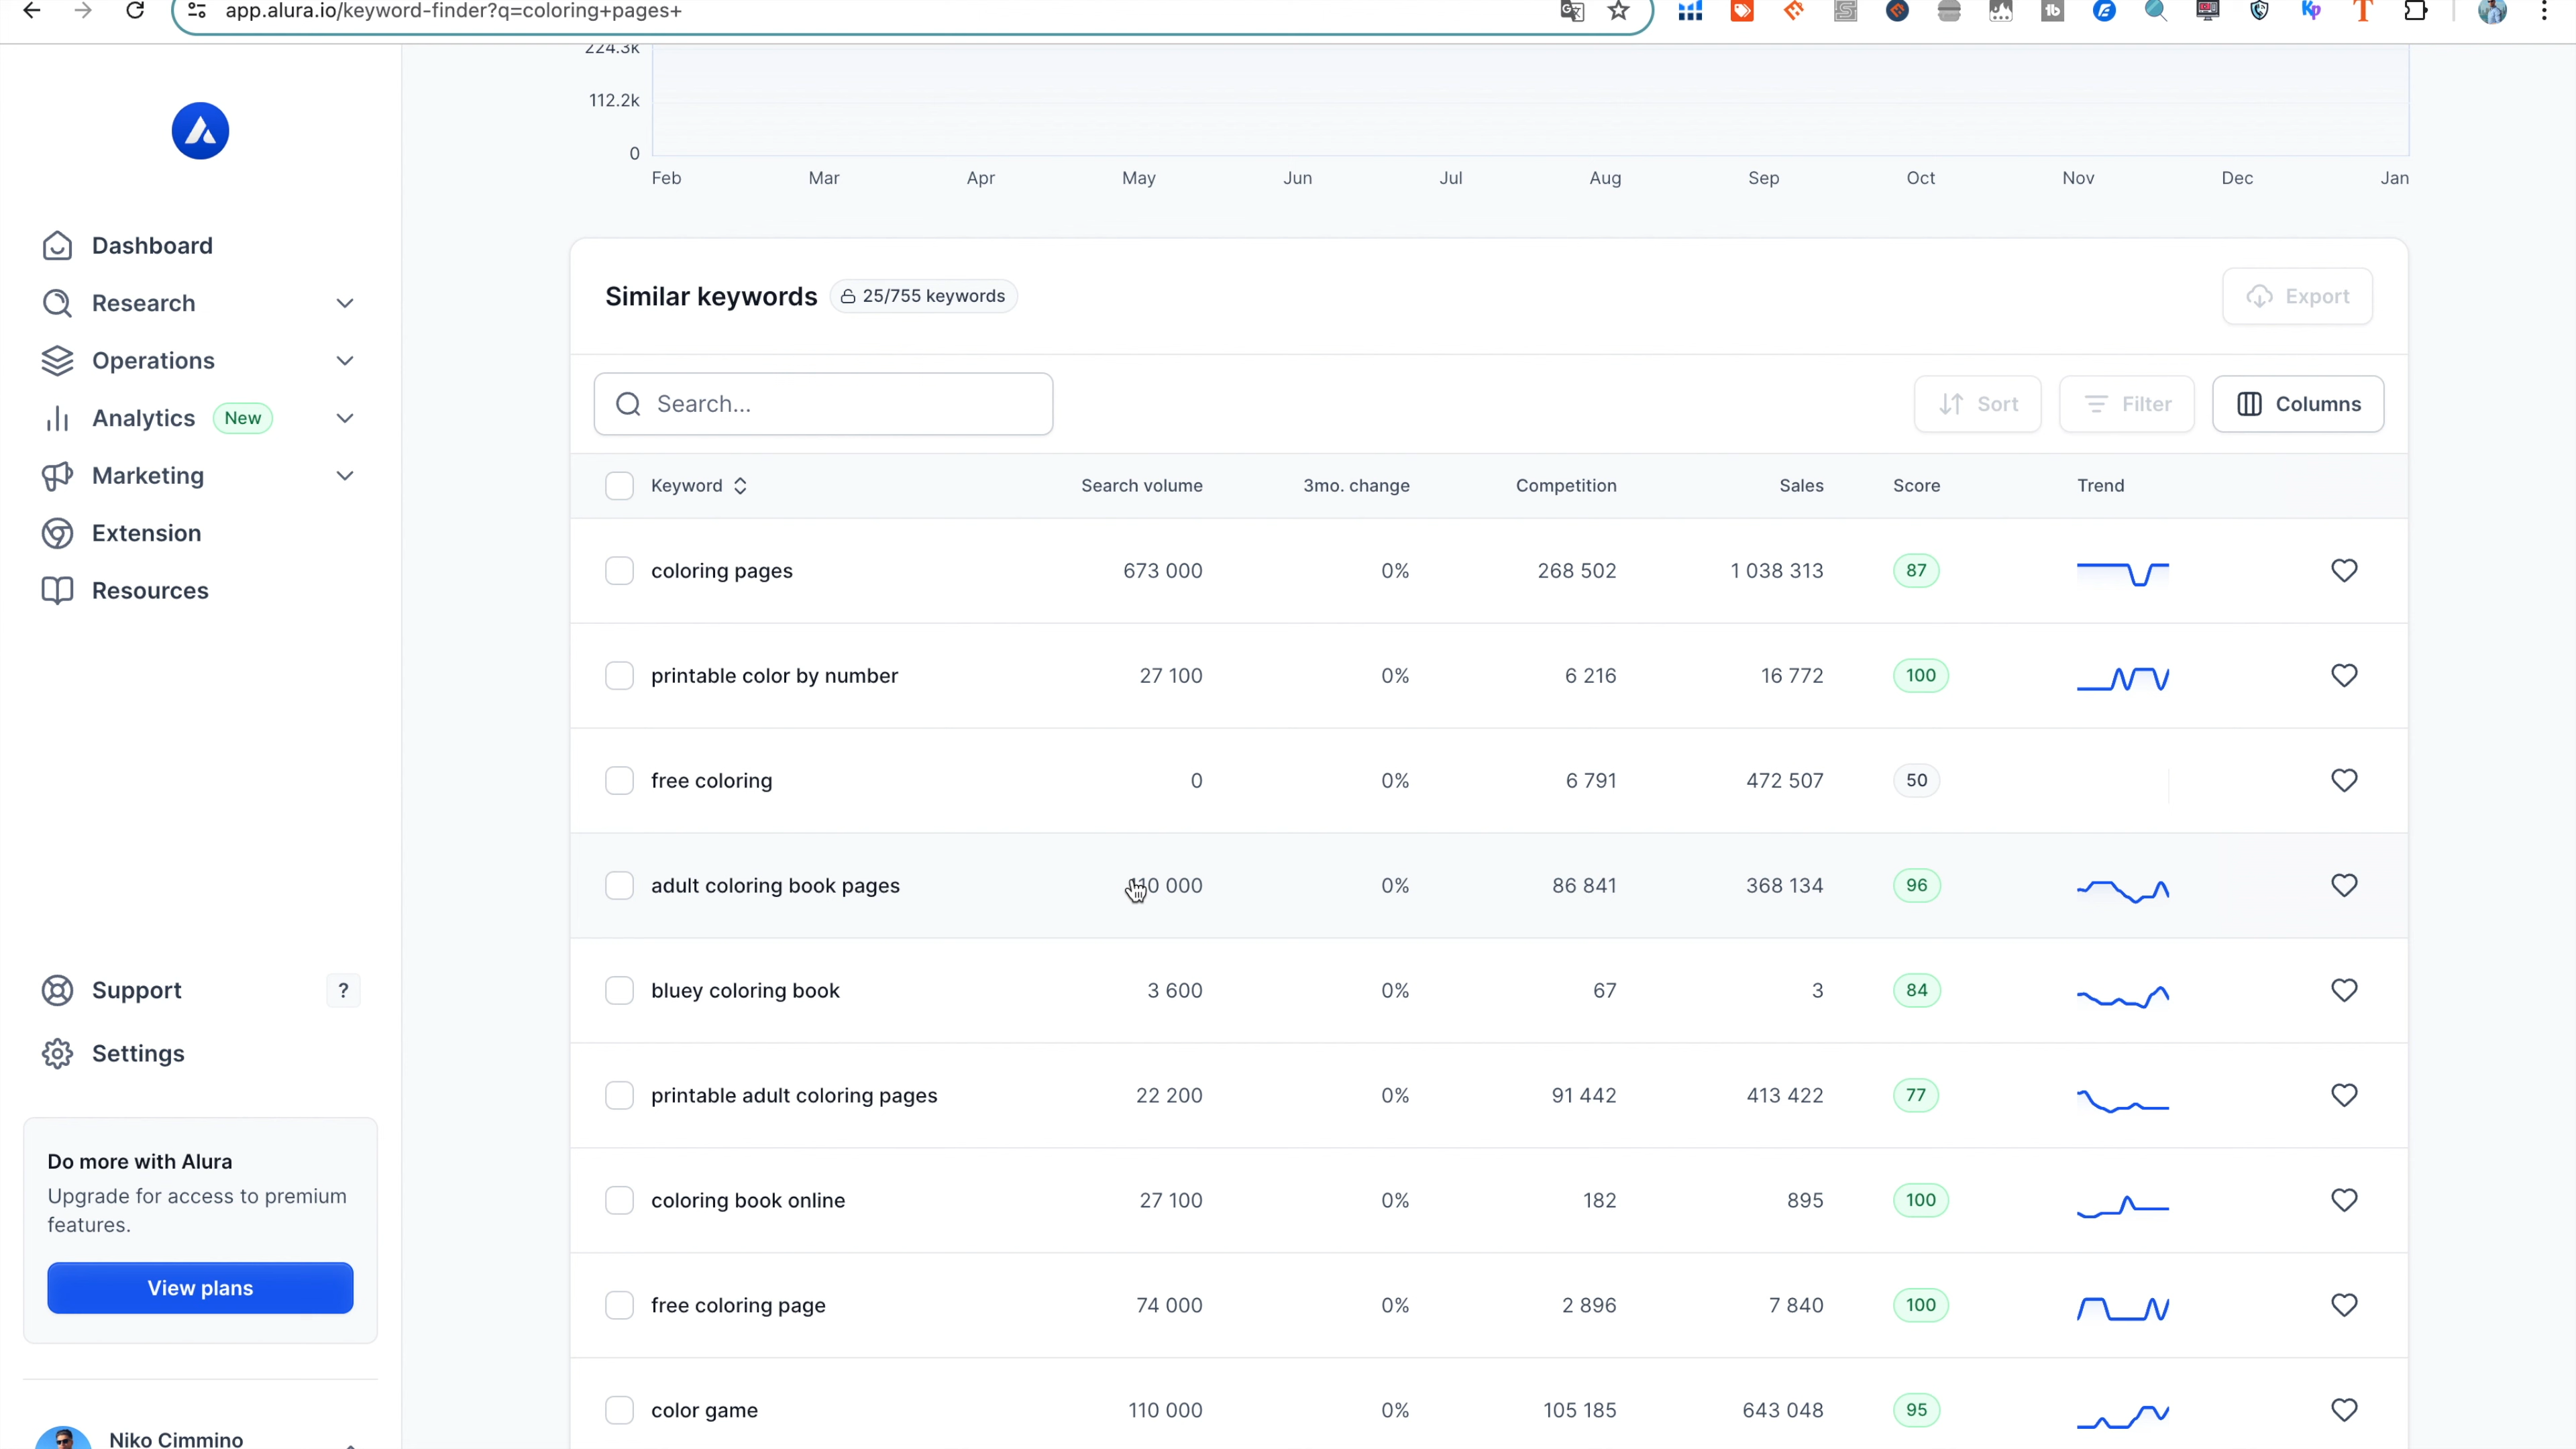 app.alura.io/keyword-finder?q=coloring+pages+
224.3k
112.2k
0
Feb Mar Apr May Jun Jul Aug Sep Oct Nov Dec Jan
Dashboard
Research
Operations
Analytics New
Marketing
Extension
Resources
Support ?
Settings
Do more with Alura
Upgrade for access to premium
features.
View plans
Niko Cimmino
Similar keywords 25/755 keywords Export
Search... Sort Filter Columns
Keyword Search volume 3mo. change Competition Sales Score Trend
coloring pages 673 000 0% 268 502 1 038 313 87
printable color by number 27 100 0% 6 216 16 772 100
free coloring 0 0% 6 791 472 507 50
adult coloring book pages 110 000 0% 86 841 368 134 96
bluey coloring book 3 600 0% 67 3 84
printable adult coloring pages 22 200 0% 91 442 413 422 77
coloring book online 27 100 0% 182 895 100
free coloring page 74 000 0% 2 896 7 840 100
color game 110 000 0% 105 185 643 048 95